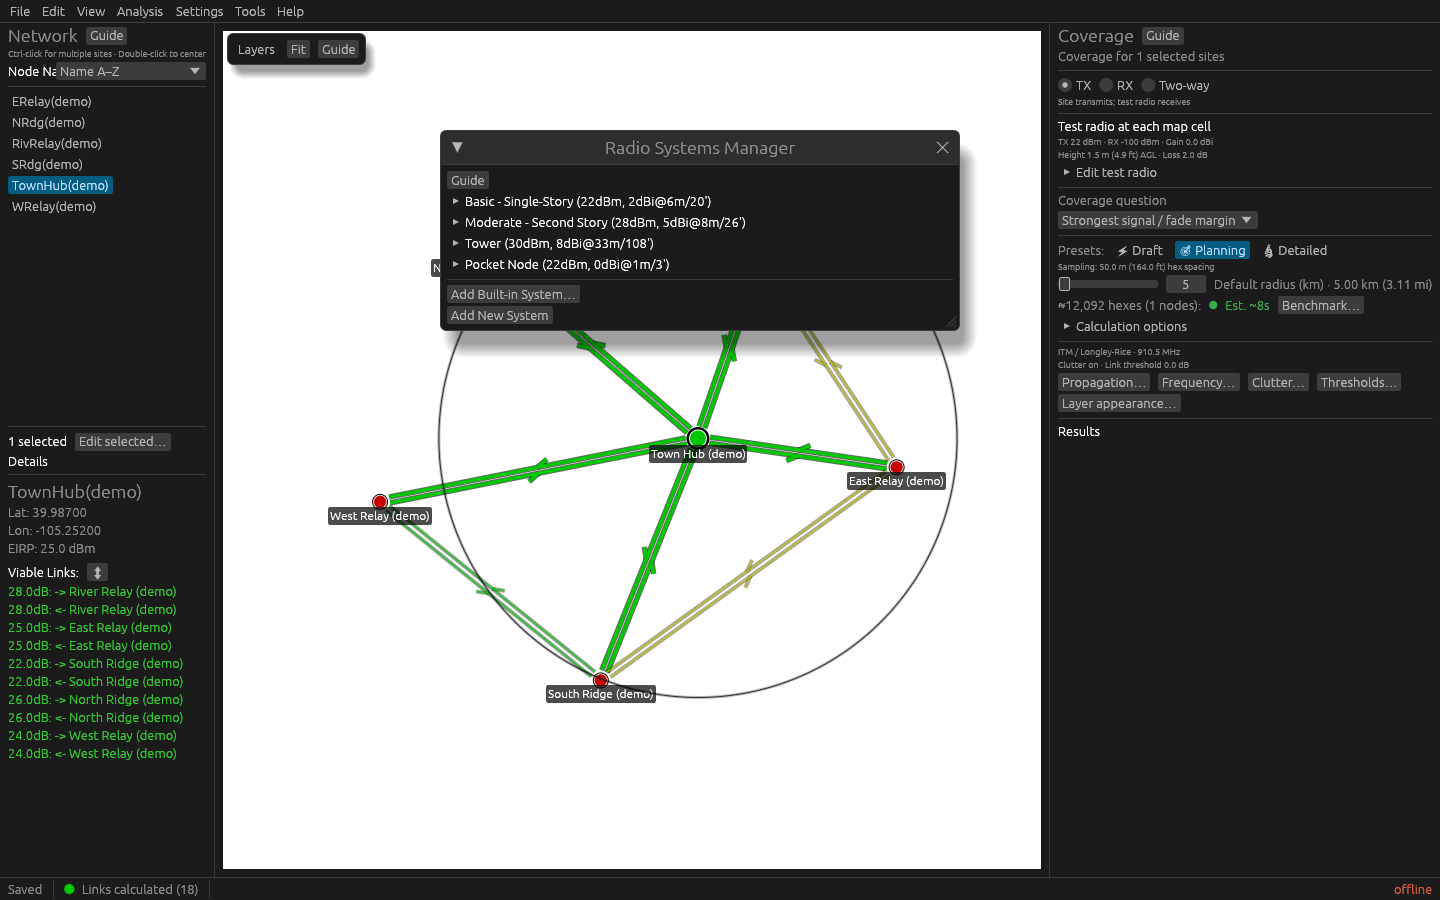 File Edit View Analysis Settings Tools Help
Network Guide
Ctrl-click for multiple sites · Double-click to center
Node Na Name A–Z
ERelay(demo)
NRdg(demo)
RivRelay(demo)
SRdg(demo)
TownHub(demo)
WRelay(demo)
1 selected Edit selected...
Details
TownHub(demo)
Lat: 39.98700
Lon: -105.25200
EIRP: 25.0 dBm
Viable Links:
28.0dB: -> River Relay (demo)
28.0dB: <- River Relay (demo)
25.0dB: -> East Relay (demo)
25.0dB: <- East Relay (demo)
22.0dB: -> South Ridge (demo)
22.0dB: <- South Ridge (demo)
26.0dB: -> North Ridge (demo)
26.0dB: <- North Ridge (demo)
24.0dB: -> West Relay (demo)
24.0dB: <- West Relay (demo)
Layers Fit Guide
Radio Systems Manager
Guide
Basic - Single-Story (22dBm, 2dBi@6m/20')
Moderate - Second Story (28dBm, 5dBi@8m/26')
Tower (30dBm, 8dBi@33m/108')
Pocket Node (22dBm, 0dBi@1m/3')
Add Built-in System...
Add New System
N
Town Hub (demo)
East Relay (demo)
West Relay (demo)
South Ridge (demo)
Coverage Guide
Coverage for 1 selected sites
TX RX Two-way
Site transmits; test radio receives
Test radio at each map cell
TX 22 dBm · RX -100 dBm · Gain 0.0 dBi
Height 1.5 m (4.9 ft) AGL · Loss 2.0 dB
Edit test radio
Coverage question
Strongest signal / fade margin
Presets: Draft Planning Detailed
Sampling: 50.0 m (164.0 ft) hex spacing
5 Default radius (km) · 5.00 km (3.11 mi)
≈12,092 hexes (1 nodes): Est. ~8s Benchmark...
Calculation options
ITM / Longley-Rice · 910.5 MHz
Clutter on · Link threshold 0.0 dB
Propagation... Frequency... Clutter... Thresholds...
Layer appearance...
Results
Saved Links calculated (18) offline